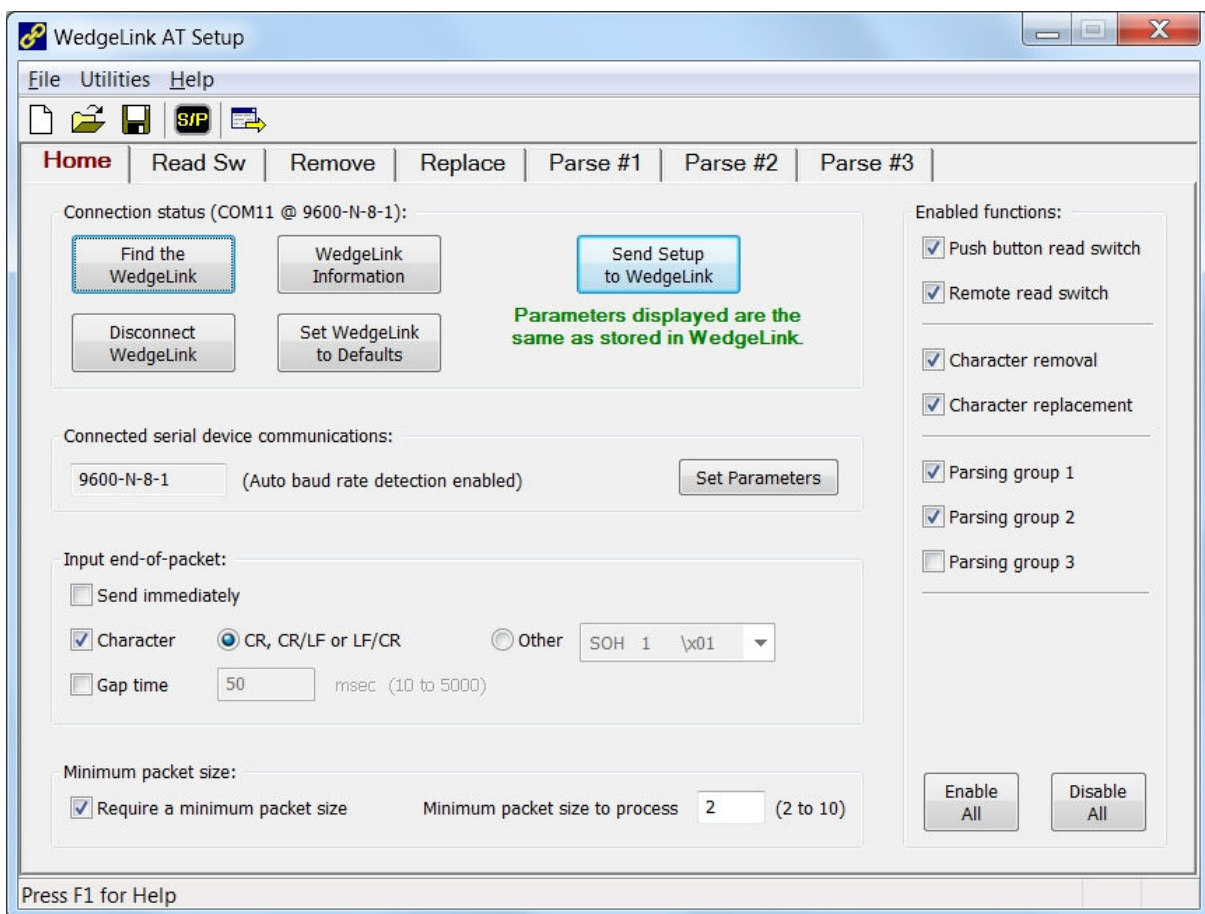 WedgeLink AT Setup
File Utilities Help
S/P
Home Read Sw Remove Replace Parse #1 Parse #2 Parse #3
Connection status (COM11 @ 9600-N-8-1):
Find the
WedgeLink
WedgeLink
Information
Send Setup
to WedgeLink
Disconnect
WedgeLink
Set WedgeLink
to Defaults
Parameters displayed are the
same as stored in WedgeLink.
Connected serial device communications:
9600-N-8-1 (Auto baud rate detection enabled) Set Parameters
Input end-of-packet:
Send immediately
Character CR, CR/LF or LF/CR Other SOH 1 \x01
Gap time 50 msec (10 to 5000)
Minimum packet size:
Require a minimum packet size Minimum packet size to process 2 (2 to 10)
Enabled functions:
Push button read switch
Remote read switch
Character removal
Character replacement
Parsing group 1
Parsing group 2
Parsing group 3
Enable
All
Disable
All
Press F1 for Help